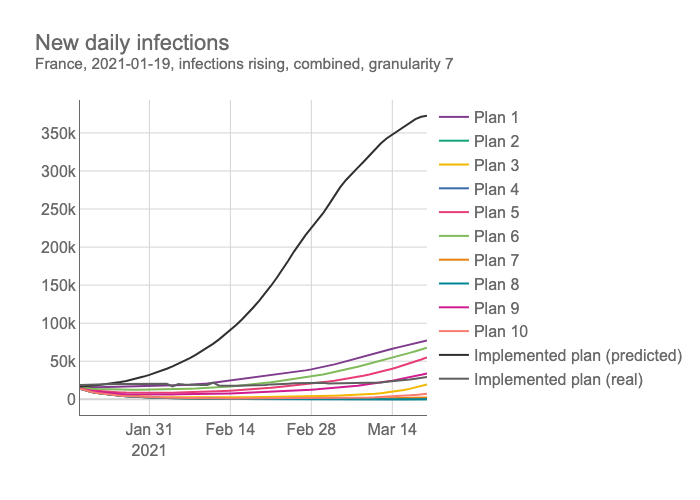 New daily infections
France, 2021-01-19, infections rising, combined, granularity 7
350k
300k
250k
200k
150k
100k
50k
0
Jan 31
2021
Feb 14
Feb 28
Mar 14
Plan 1
Plan 2
Plan 3
Plan 4
Plan 5
Plan 6
Plan 7
Plan 8
Plan 9
Plan 10
Implemented plan (predicted)
Implemented plan (real)